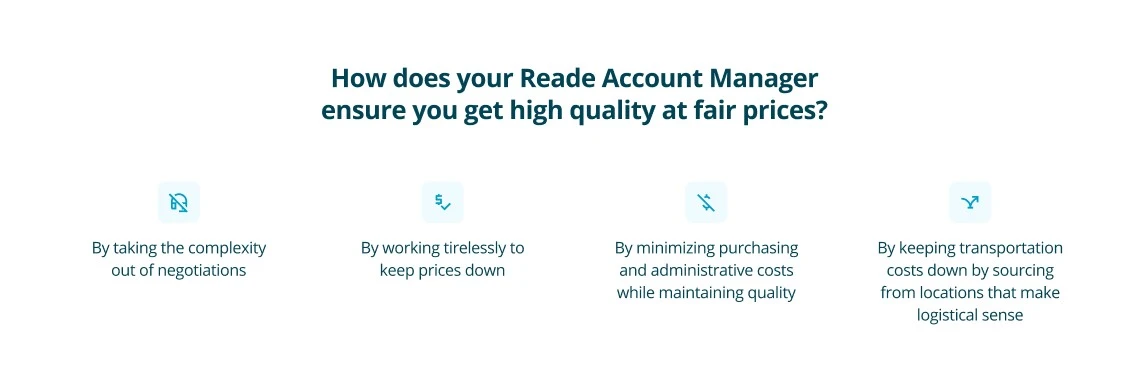 How does your Reade Account Manager
ensure you get high quality at fair prices?
By taking the complexity
out of negotiations
By working tirelessly to
keep prices down
By minimizing purchasing
and administrative costs
while maintaining quality
By keeping transportation
costs down by sourcing
from locations that make
logistical sense